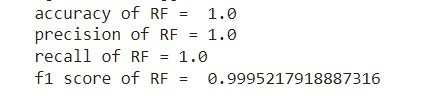 accuracy of RF =  1.0
precision of RF = 1.0
recall of RF = 1.0
f1 score of RF =  0.9995217918887316